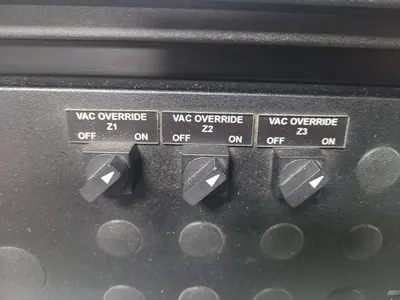 VAC OVERRIDE
Z1
OFF ON
VAC OVERRIDE
Z2
OFF ON
VAC OVERRIDE
Z3
OFF ON